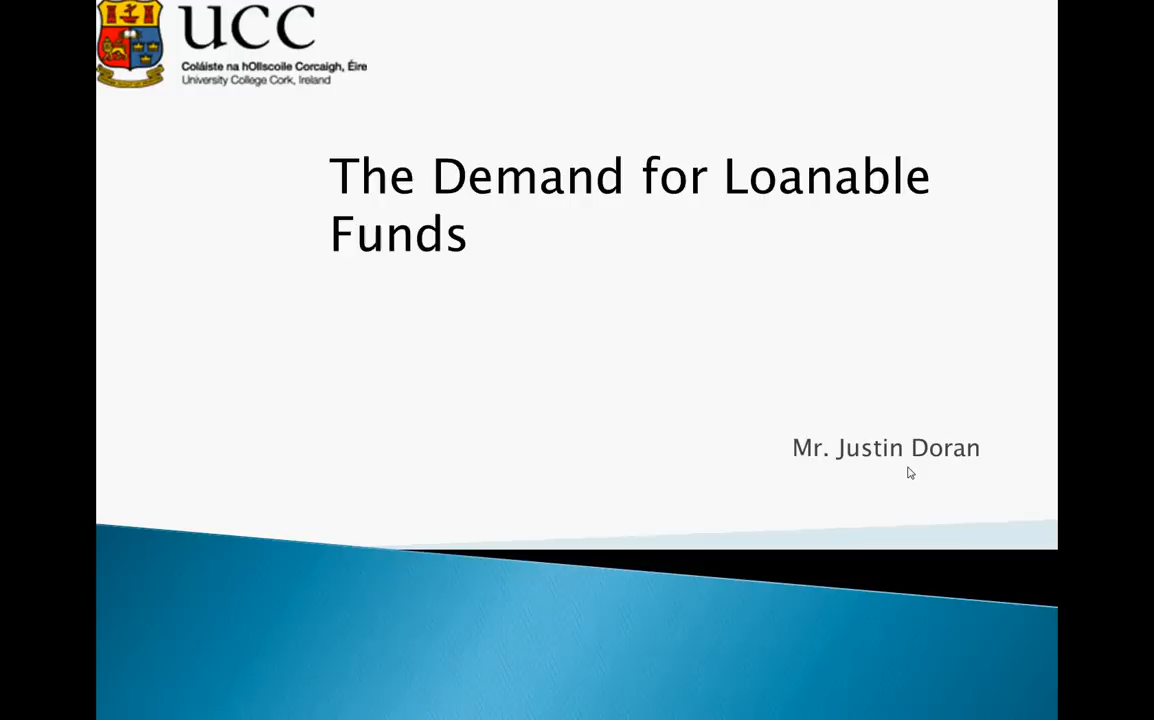 UCC
Coláiste na hOllscoile Corcaigh, Éire
University College Cork, Ireland
The Demand for Loanable
Funds
Mr. Justin Doran